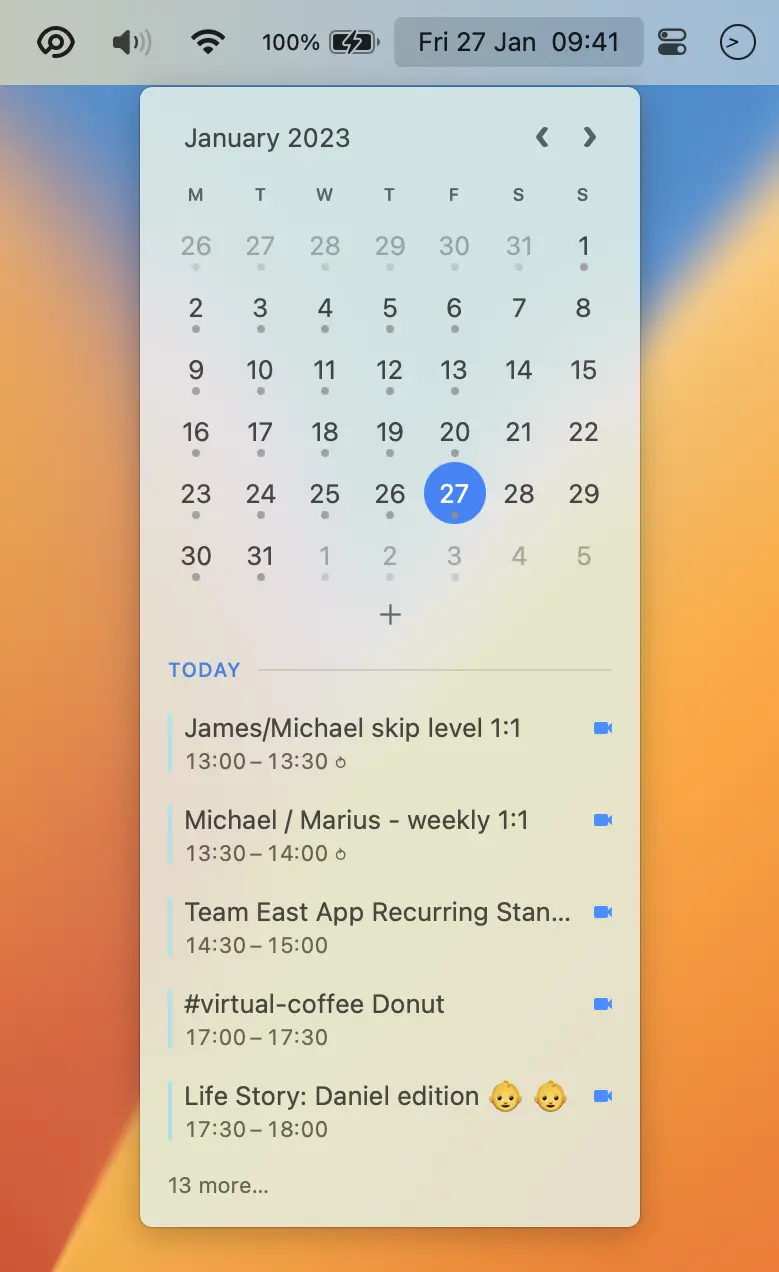 100% Fri 27 Jan 09:41
January 2023
M T W T F S S
26 27 28 29 30 31 1
2 3 4 5 6 7 8
9 10 11 12 13 14 15
16 17 18 19 20 21 22
23 24 25 26 27 28 29
30 31 1 2 3 4 5
TODAY
James/Michael skip level 1:1
13:00 – 13:30
Michael / Marius - weekly 1:1
13:30 – 14:00
Team East App Recurring Stan...
14:30 – 15:00
#virtual-coffee Donut
17:00 – 17:30
Life Story: Daniel edition 👶 👶
17:30 – 18:00
13 more...